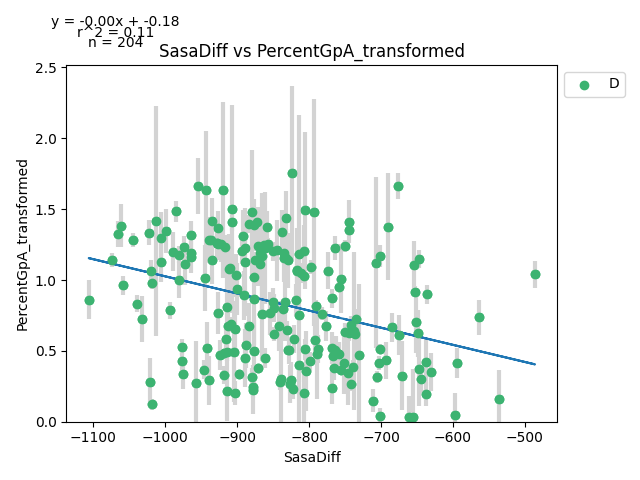 y = -0.00x + -0.18
r^2 = 0.11
n = 204
SasaDiff vs PercentGpA_transformed
D
PercentGpA_transformed
2.5
2.0
1.5
1.0
0.5
0.0
−1100 −1000 −900 −800 −700 −600 −500
SasaDiff